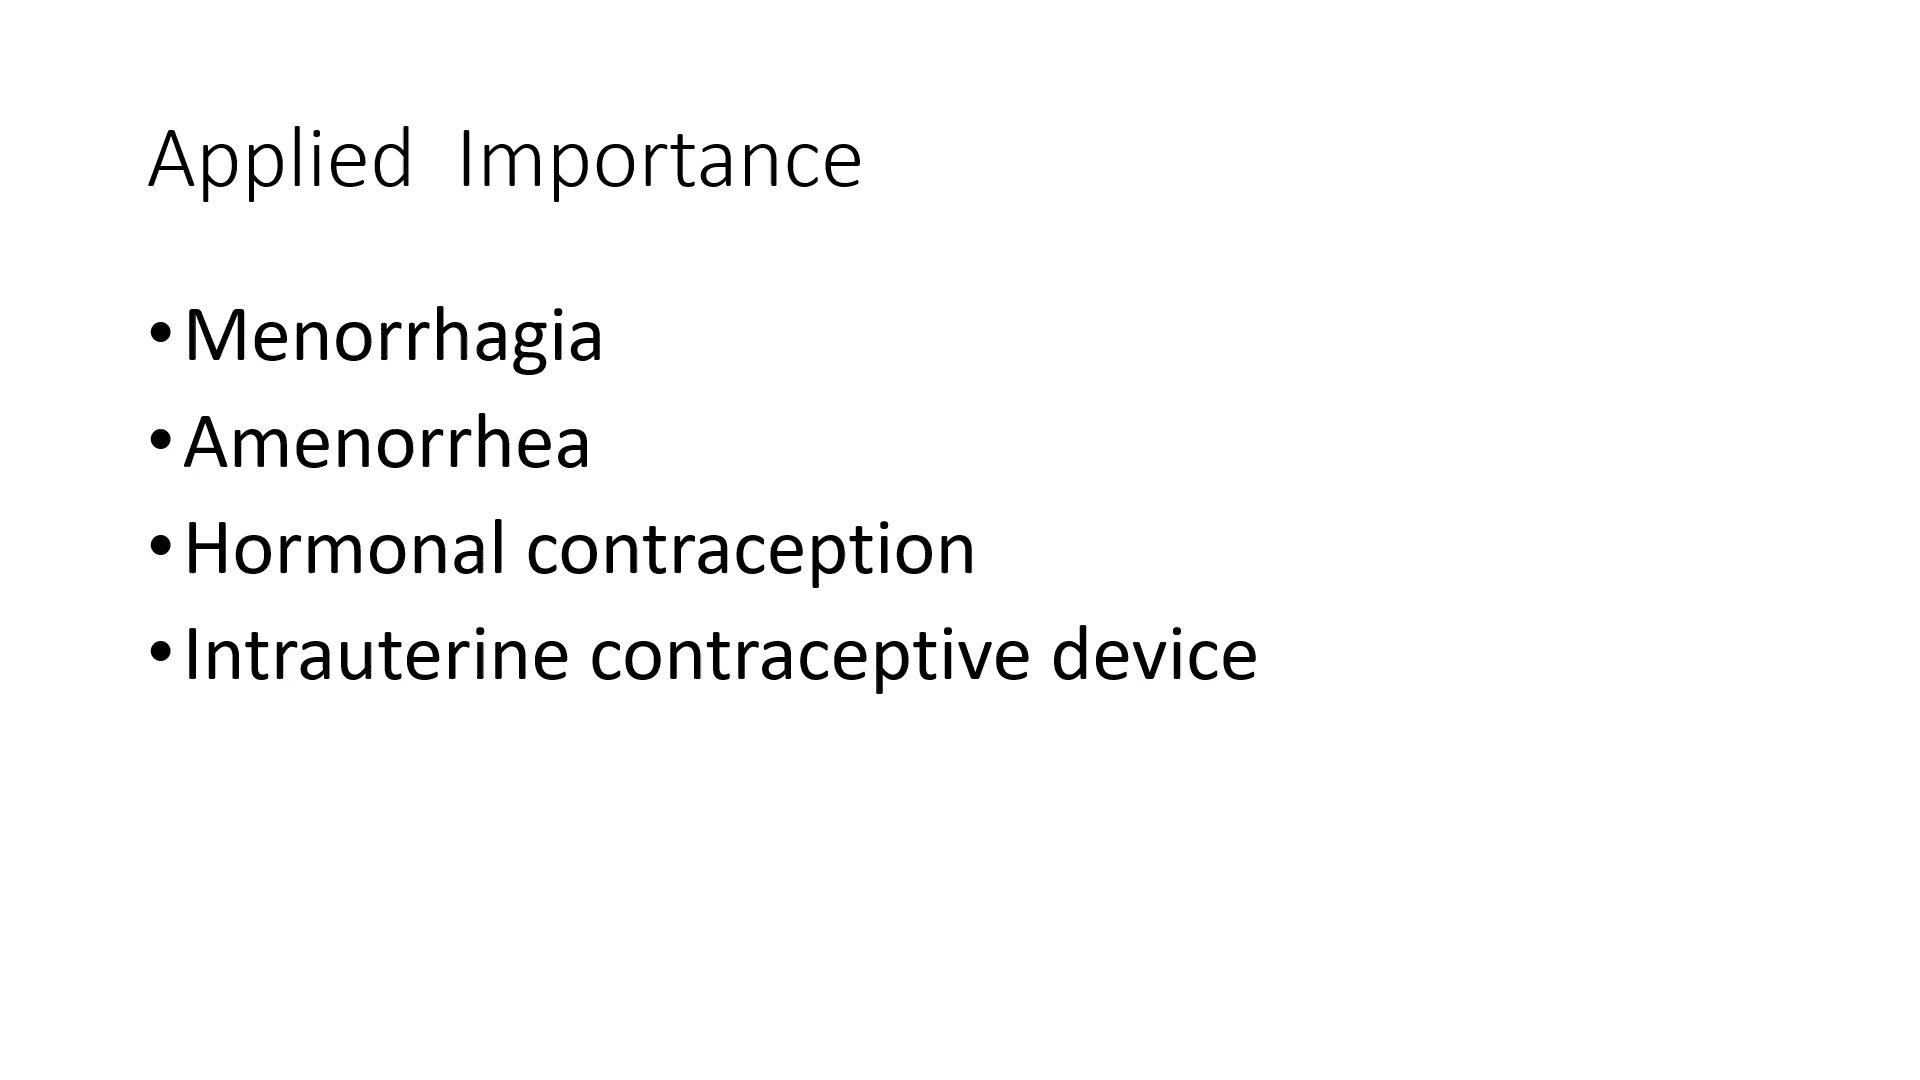 Applied  Importance
•Menorrhagia
•Amenorrhea
•Hormonal contraception
•Intrauterine contraceptive device